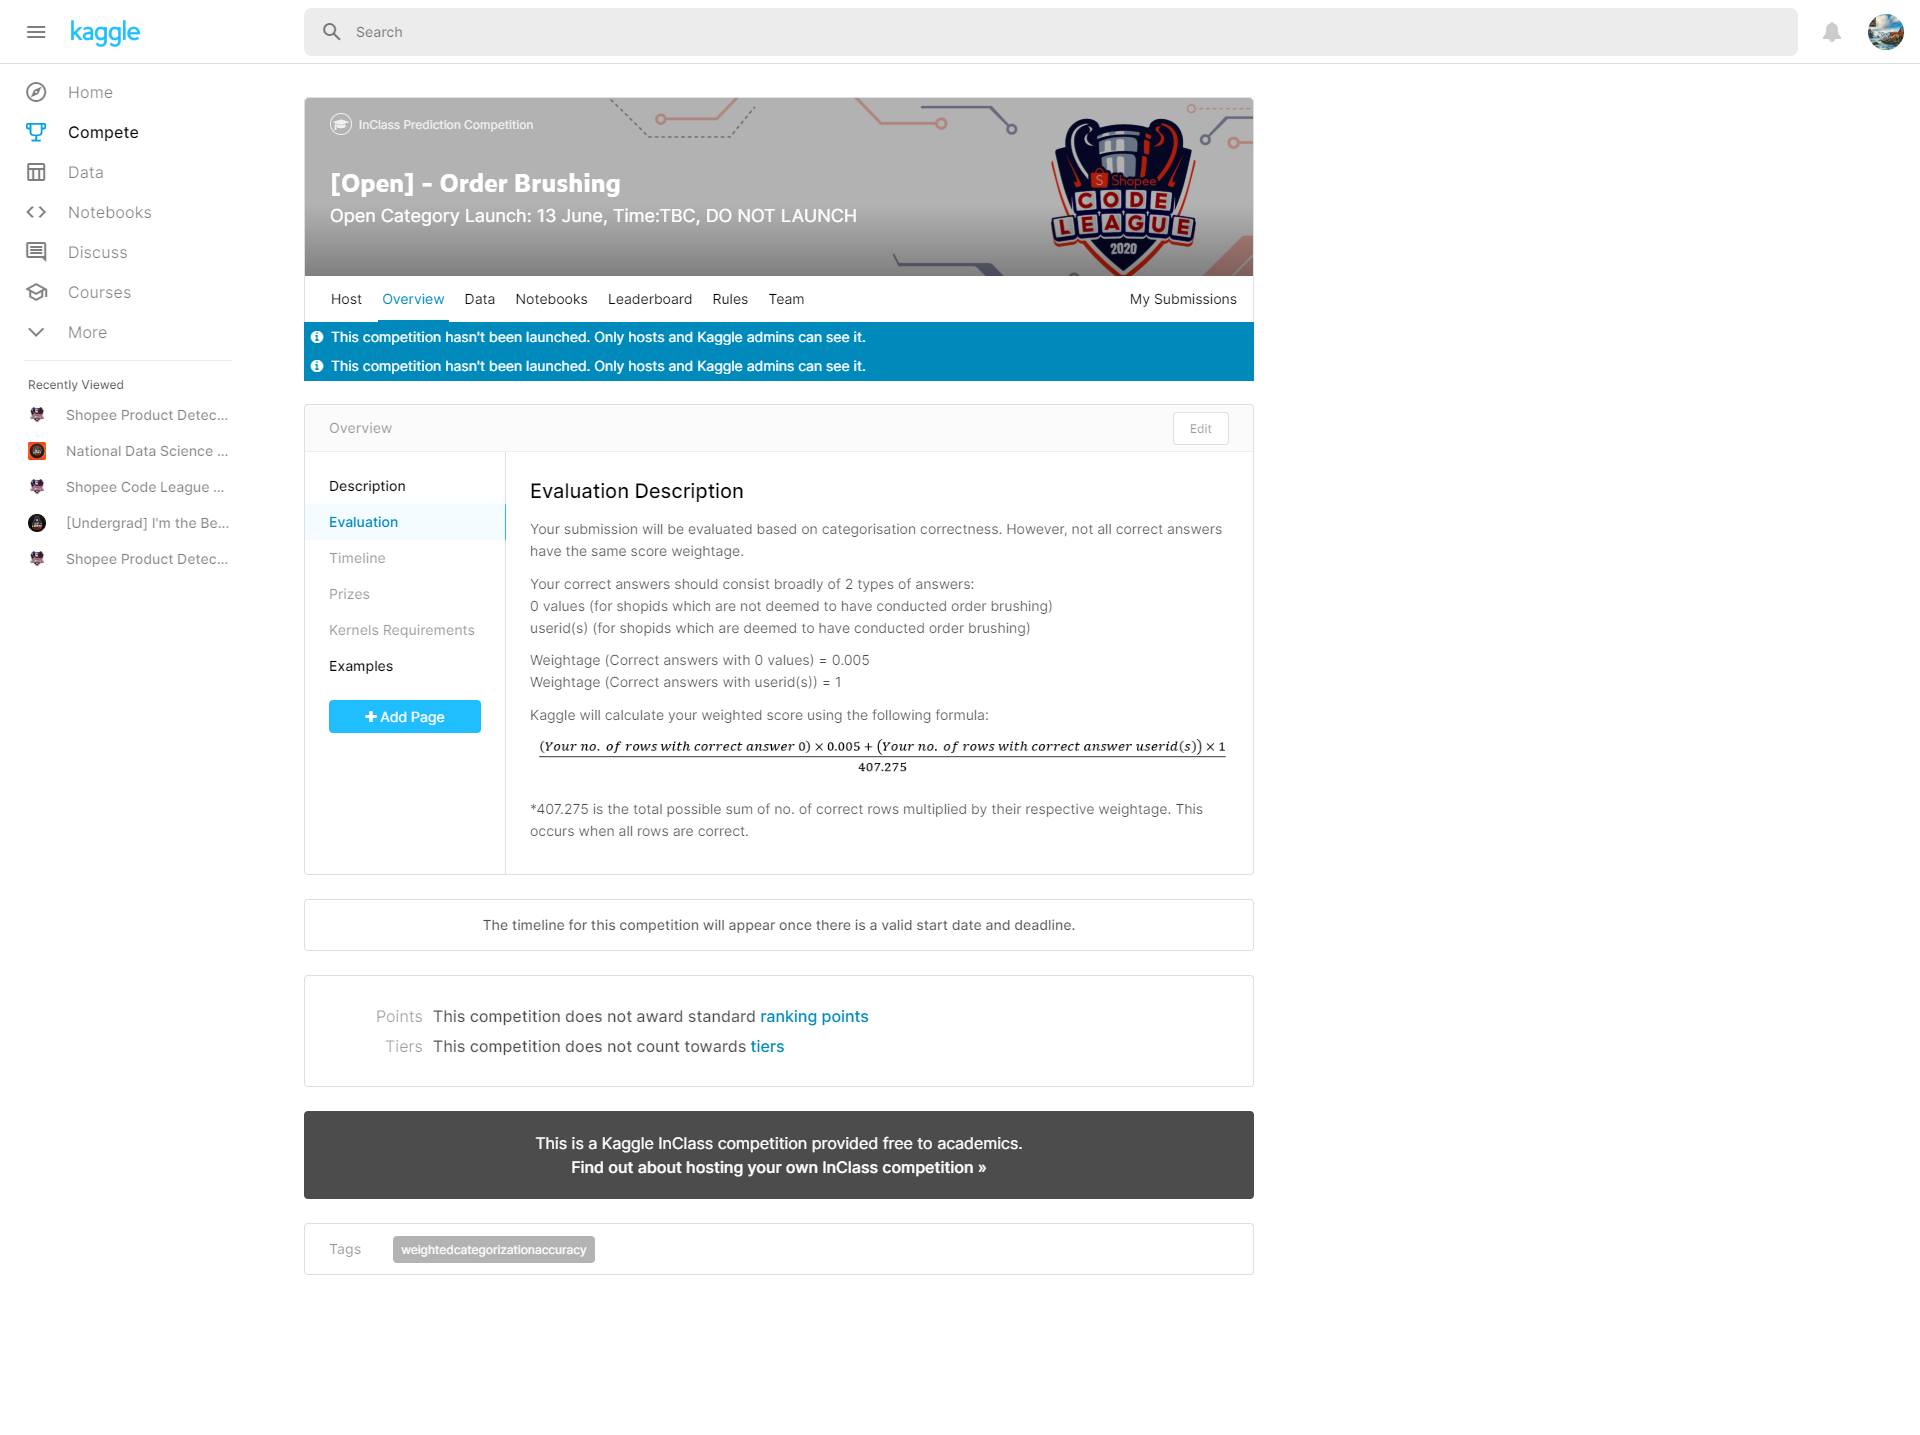 kaggle
Search
Home
Compete
Data
Notebooks
Discuss
Courses
More
Recently Viewed
Shopee Product Detec...
National Data Science ...
Shopee Code League ...
[Undergrad] I'm the Be...
Shopee Product Detec...
InClass Prediction Competition
[Open] - Order Brushing
Open Category Launch: 13 June, Time:TBC, DO NOT LAUNCH
S Shopee
CODE
LEAGUE
2020
Host Overview Data Notebooks Leaderboard Rules Team My Submissions
This competition hasn't been launched. Only hosts and Kaggle admins can see it.
This competition hasn't been launched. Only hosts and Kaggle admins can see it.
Overview
Edit
Description
Evaluation
Timeline
Prizes
Kernels Requirements
Examples
+ Add Page
Evaluation Description
Your submission will be evaluated based on categorisation correctness. However, not all correct answers
have the same score weightage.
Your correct answers should consist broadly of 2 types of answers:
0 values (for shopids which are not deemed to have conducted order brushing)
userid(s) (for shopids which are deemed to have conducted order brushing)
Weightage (Correct answers with 0 values) = 0.005
Weightage (Correct answers with userid(s)) = 1
Kaggle will calculate your weighted score using the following formula:
(Your no. of rows with correct answer 0) × 0.005 + (Your no. of rows with correct answer userid(s)) × 1
407.275
*407.275 is the total possible sum of no. of correct rows multiplied by their respective weightage. This
occurs when all rows are correct.
The timeline for this competition will appear once there is a valid start date and deadline.
Points This competition does not award standard ranking points
Tiers This competition does not count towards tiers
This is a Kaggle InClass competition provided free to academics.
Find out about hosting your own InClass competition »
Tags weightedcategorizationaccuracy